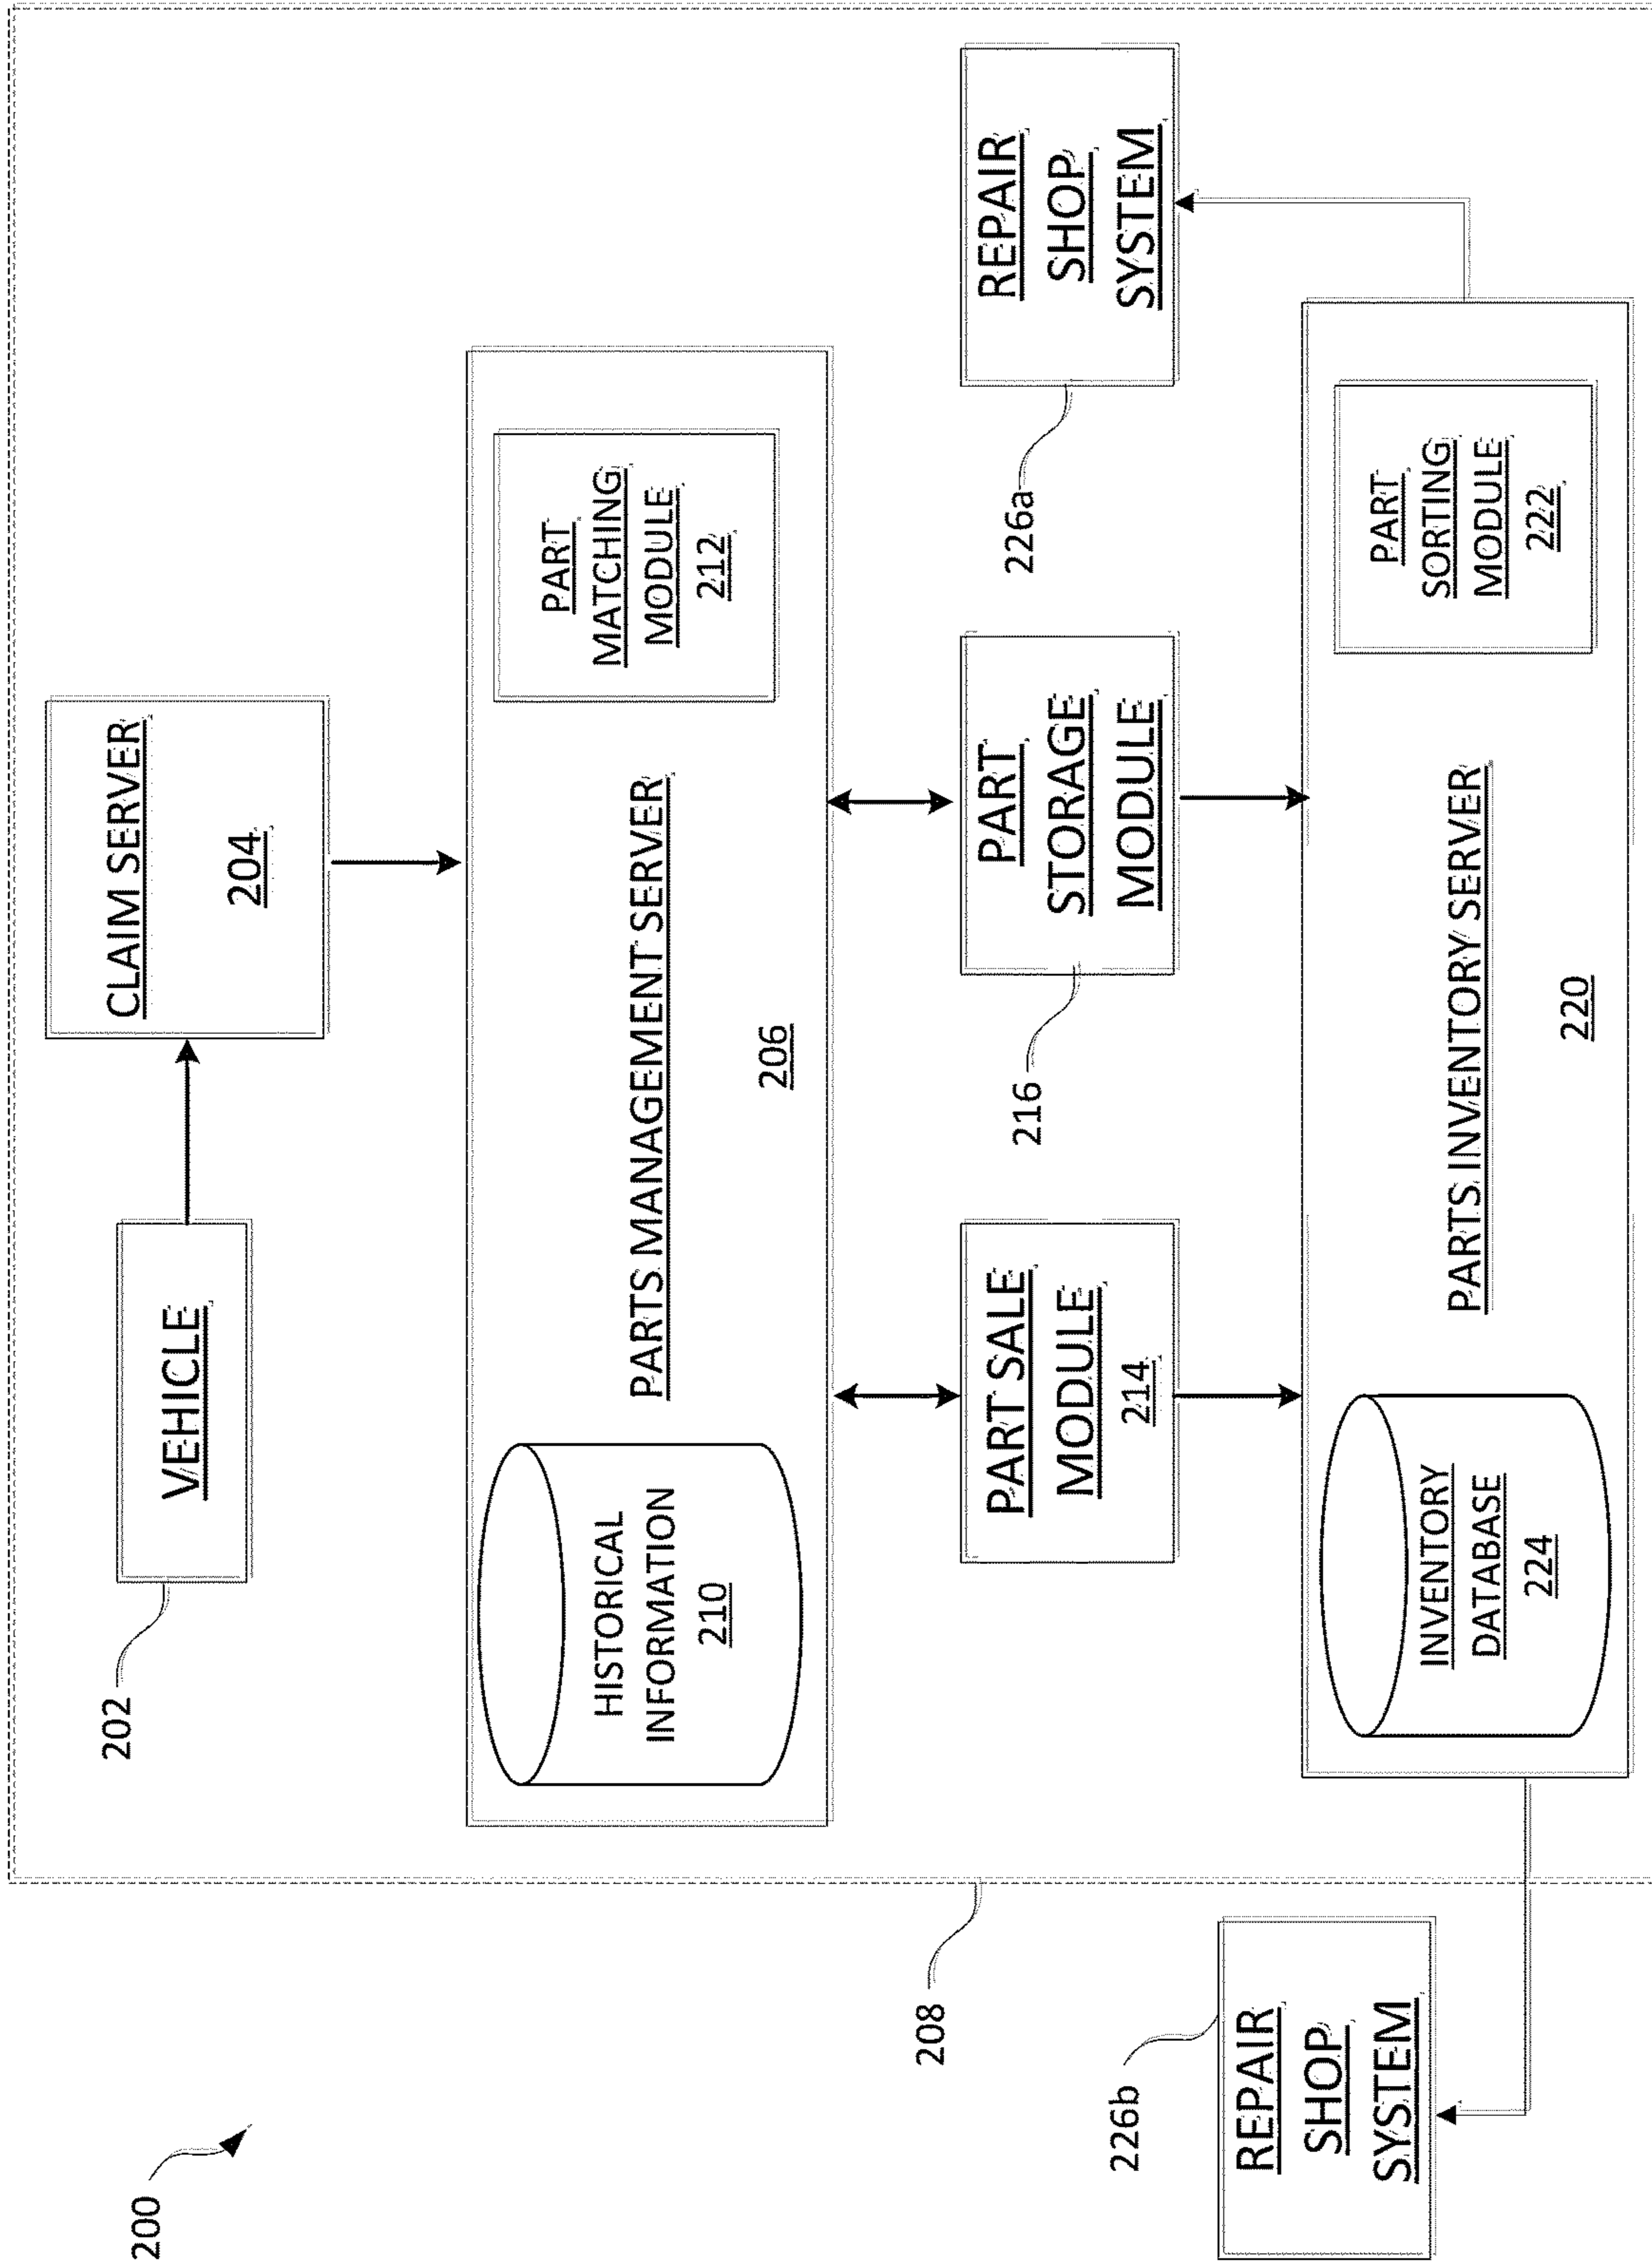 200
202
VEHICLE
CLAIM SERVER
204
HISTORICAL
INFORMATION
210
PARTS MANAGEMENT SERVER
206
PART
MATCHING
MODULE
212
208
PART SALE
MODULE
214
216
PART
STORAGE
MODULE
226a
REPAIR
SHOP
SYSTEM
226b
REPAIR
SHOP
SYSTEM
INVENTORY
DATABASE
224
PARTS INVENTORY SERVER
220
PART
SORTING
MODULE
222